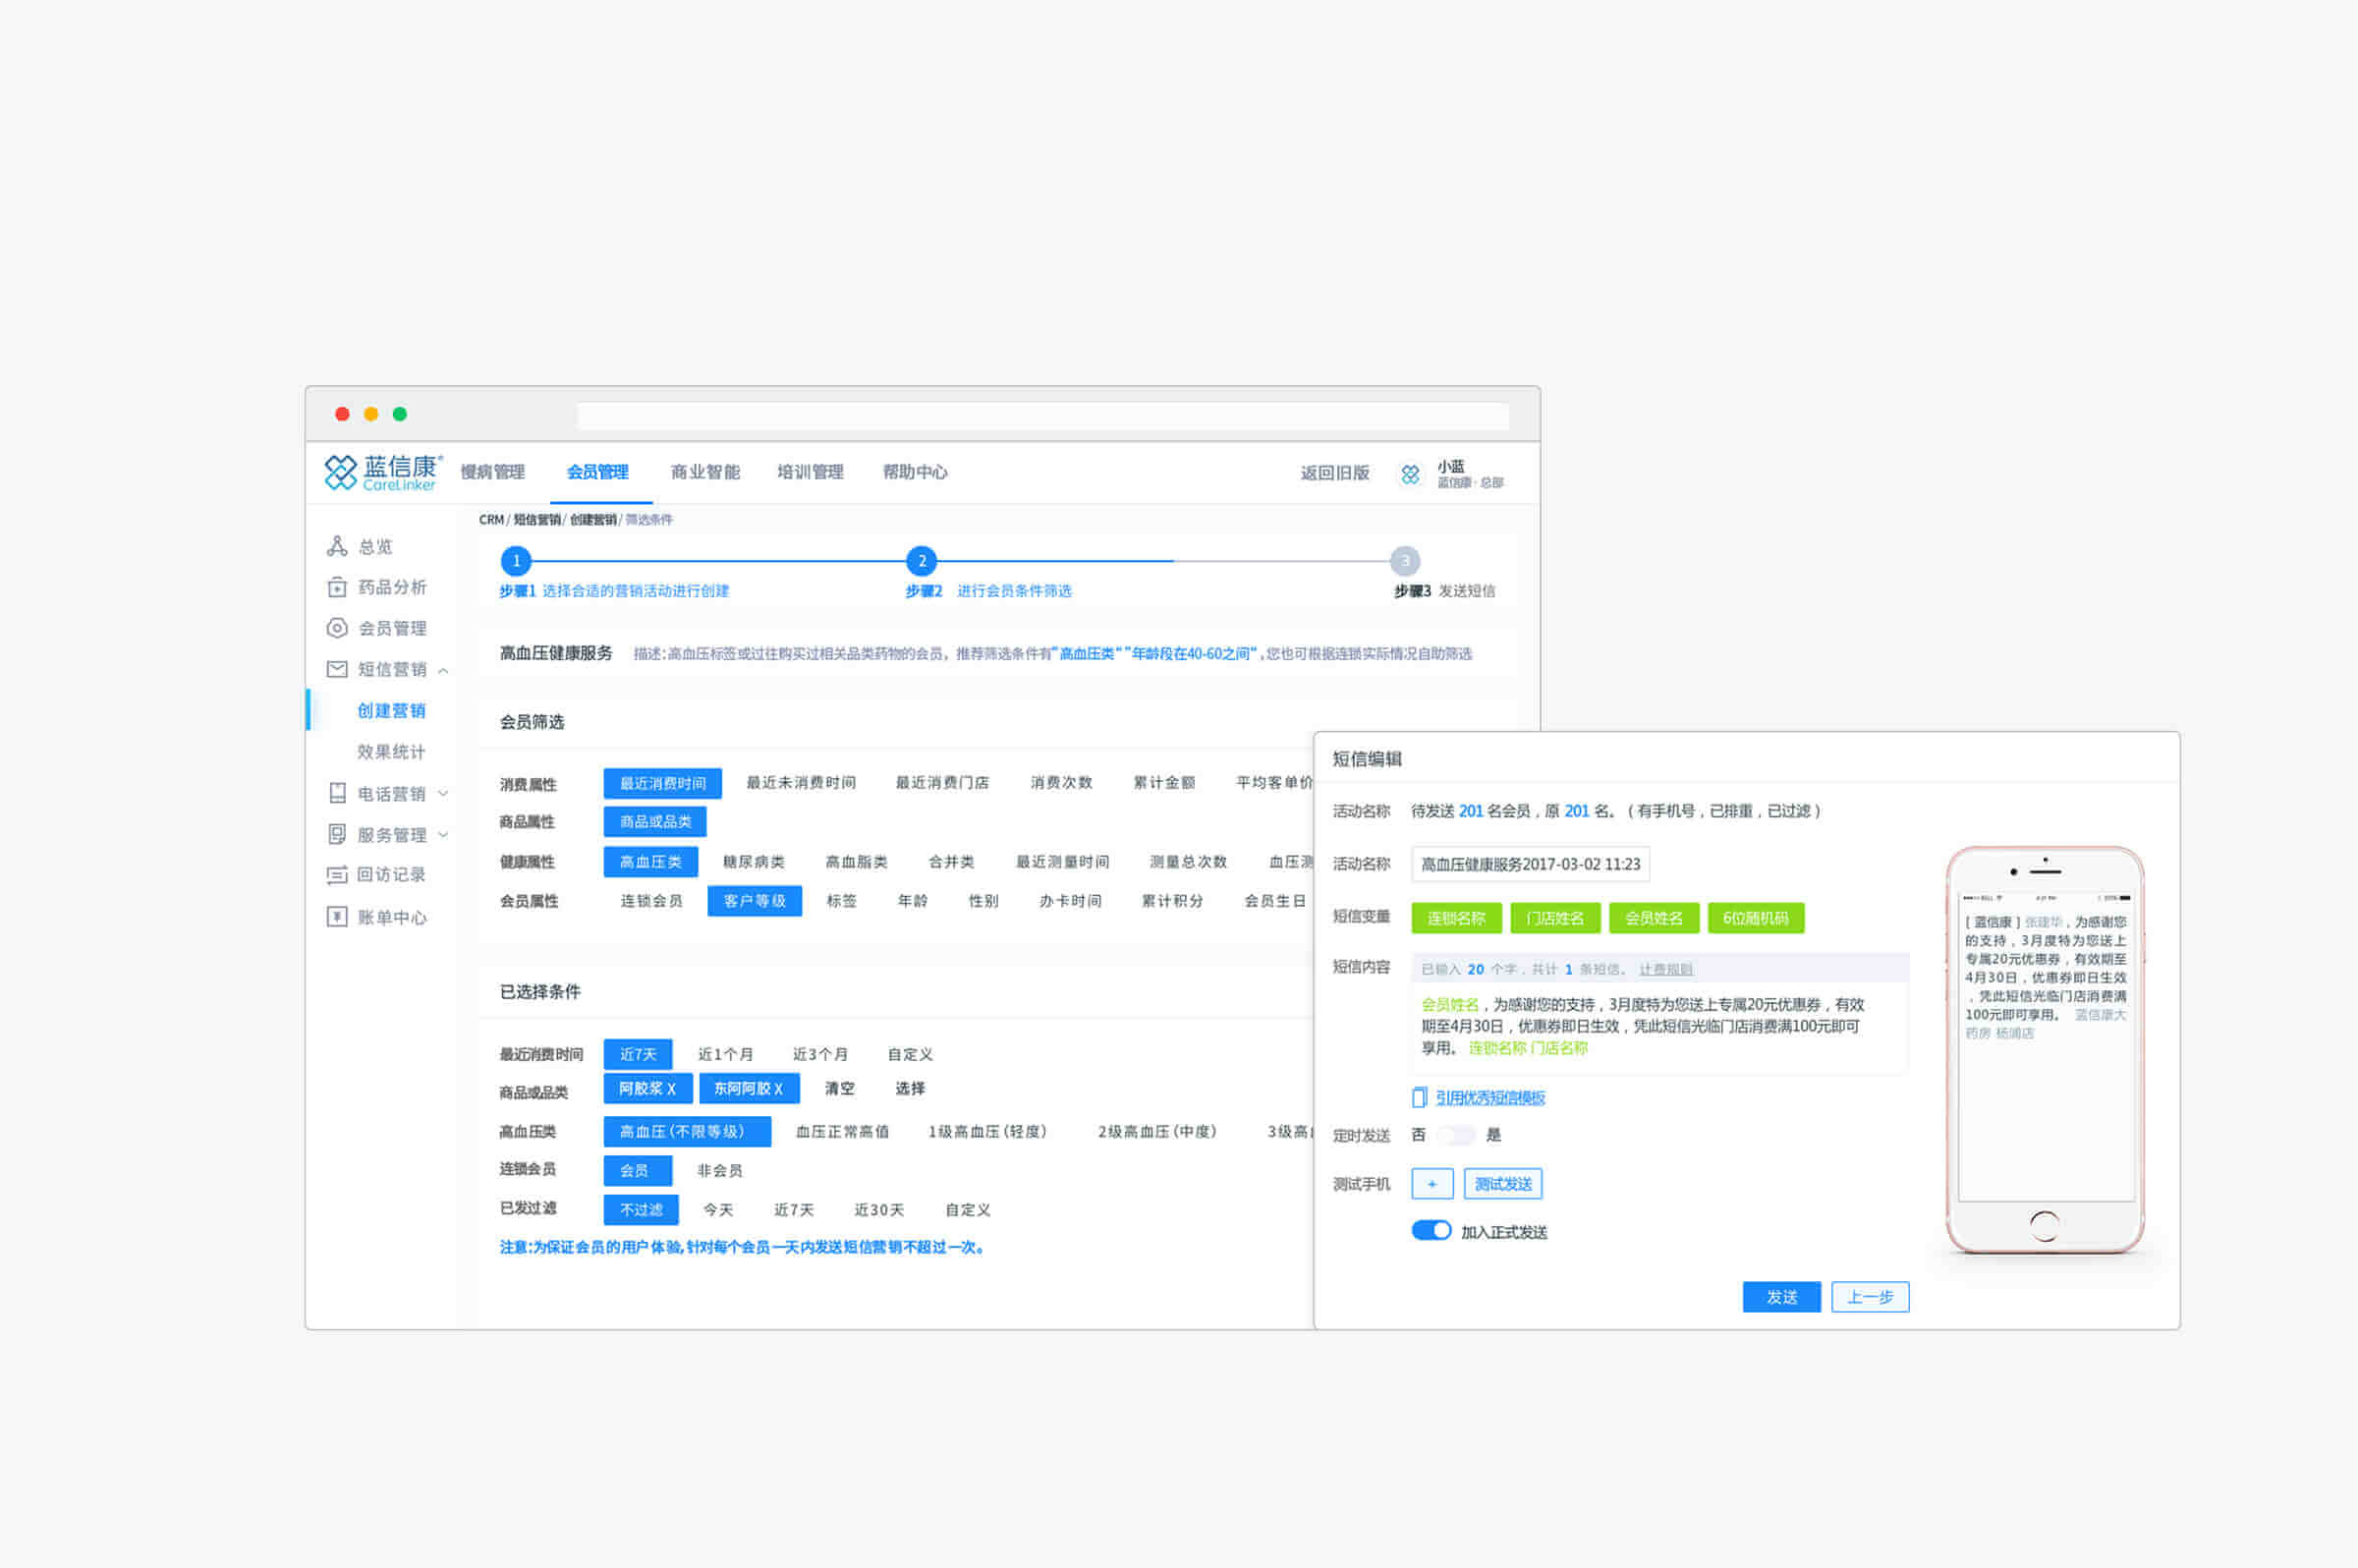 蓝信康®
CareLinker
慢病管理 会员管理 商业智能 培训管理 帮助中心 返回旧版
小蓝
蓝信康·总部
总览
药品分析
会员管理
短信营销
创建营销
效果统计
电话营销
服务管理
回访记录
账单中心
CRM/短信营销/创建营销/筛选条件
1 2 3
步骤1 选择合适的营销活动进行创建 步骤2 进行会员条件筛选 步骤3 发送短信
高血压健康服务 描述:高血压标签或过往购买过相关品类药物的会员，推荐筛选条件有"高血压类" "年龄段在40-60之间",您也可根据连锁实际情况自助筛选
会员筛选
消费属性 最近消费时间 最近未消费时间 最近消费门店 消费次数 累计金额 平均客单价
商品属性 商品或品类
健康属性 高血压类 糖尿病类 高血脂类 合并类 最近测量时间 测量总次数 血压测
会员属性 连锁会员 客户等级 标签 年龄 性别 办卡时间 累计积分 会员生日
已选择条件
最近消费时间 近7天 近1个月 近3个月 自定义
商品或品类 阿胶浆 X 东阿阿胶 X 清空 选择
高血压类 高血压(不限等级) 血压正常高值 1级高血压(轻度) 2级高血压(中度) 3级高
连锁会员 会员 非会员
已发过滤 不过滤 今天 近7天 近30天 自定义
注意:为保证会员的用户体验,针对每个会员一天内发送短信营销不超过一次。
短信编辑
活动名称 待发送 201 名会员，原 201 名。（有手机号，已排重，已过滤）
活动名称 高血压健康服务2017-03-02 11:23
短信变量 连锁名称 门店姓名 会员姓名 6位随机码
短信内容 已输入 20 个字，共计 1 条短信。 计费规则
会员姓名，为感谢您的支持，3月度特为您送上专属20元优惠券，有效
期至4月30日，优惠券即日生效，凭此短信光临门店消费满100元即可
享用。 连锁名称 门店名称
引用优秀短信模板
定时发送 否 是
测试手机 + 测试发送
加入正式发送
发送 上一步
[ 蓝信康 ] 张建华，为感谢您
的支持，3月度特为您送上
专属20元优惠券，有效期至
4月30日，优惠券即日生效
，凭此短信光临门店消费满
100元即可享用。 蓝信康大
药房 杨浦店